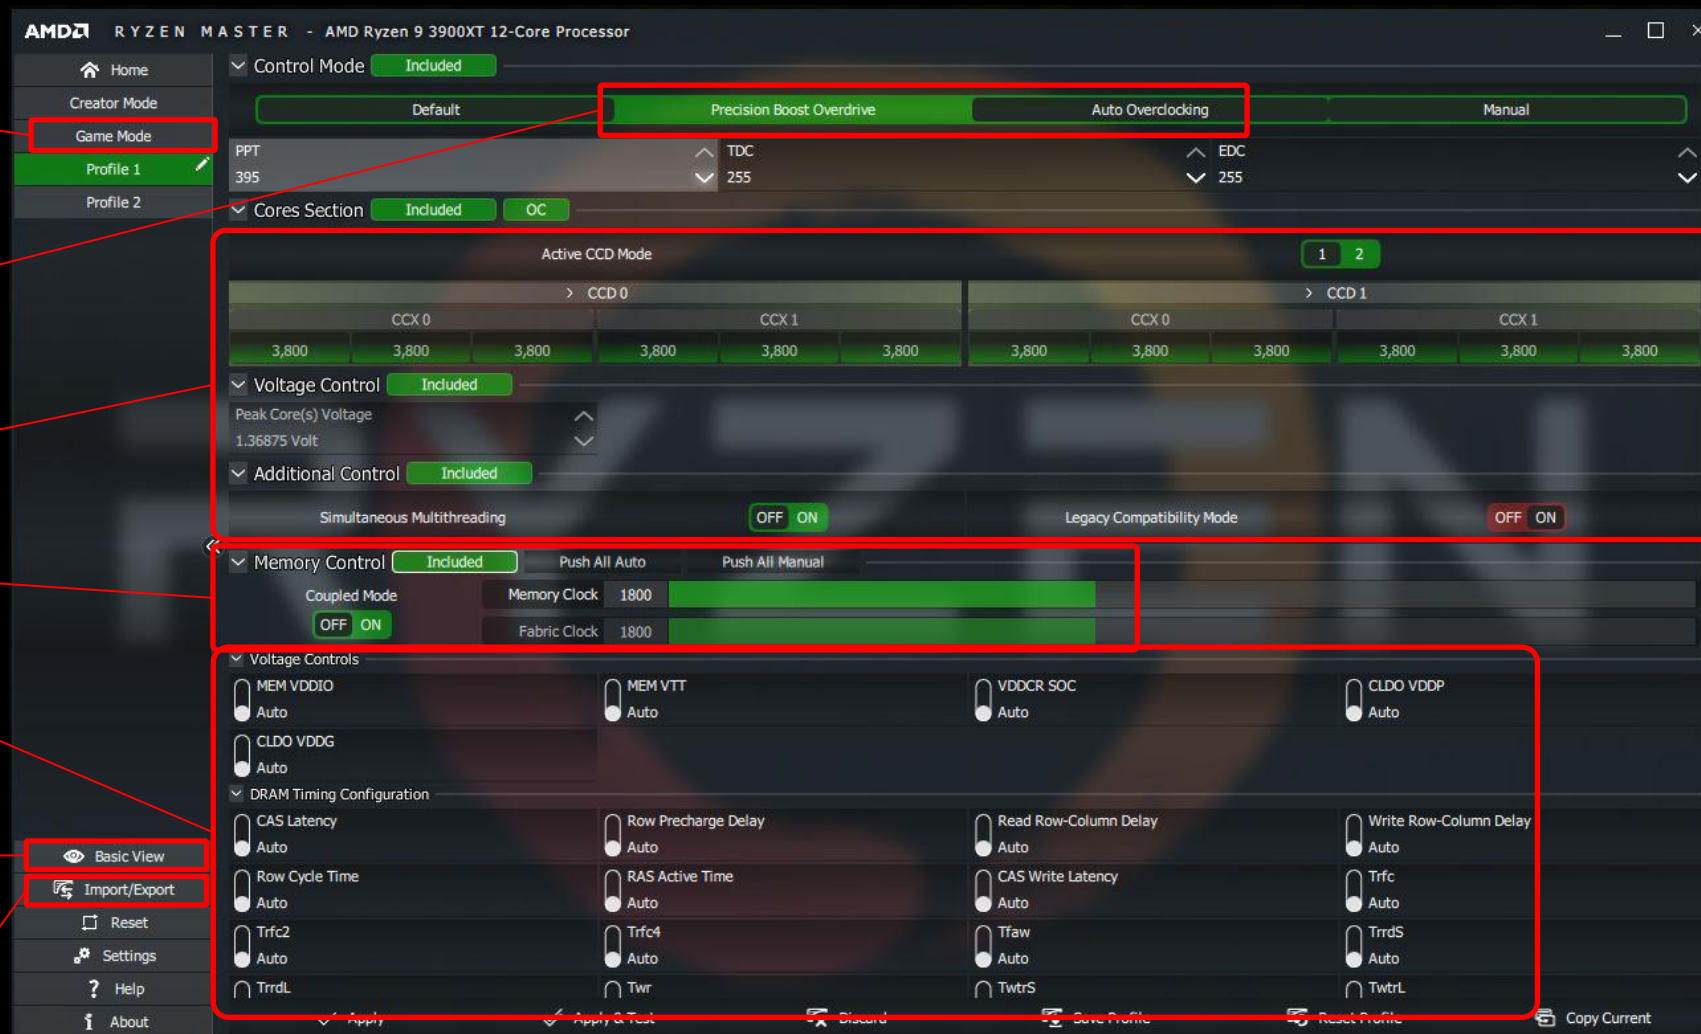 AMD RYZEN MASTER - AMD Ryzen 9 3900XT 12-Core Processor
Home
Creator Mode
Game Mode
Profile 1
Profile 2
Control Mode Included
Default Precision Boost Overdrive Auto Overclocking Manual
PPT TDC EDC
395 255 255
Cores Section Included OC
Active CCD Mode 1 2
CCD 0 CCD 1
CCX 0 CCX 1 CCX 0 CCX 1
3,800 3,800 3,800 3,800 3,800 3,800 3,800 3,800 3,800 3,800 3,800 3,800
Voltage Control Included
Peak Core(s) Voltage
1.36875 Volt
Additional Control Included
Simultaneous Multithreading OFF ON Legacy Compatibility Mode OFF ON
Memory Control Included Push All Auto Push All Manual
Coupled Mode Memory Clock 1800
OFF ON Fabric Clock 1800
Voltage Controls
MEM VDDIO MEM VTT VDDCR SOC CLDO VDDP
Auto Auto Auto Auto
CLDO VDDG
Auto
DRAM Timing Configuration
CAS Latency Row Precharge Delay Read Row-Column Delay Write Row-Column Delay
Auto Auto Auto Auto
Row Cycle Time RAS Active Time CAS Write Latency Trfc
Auto Auto Auto Auto
Trfc2 Trfc4 Tfaw TrrdS
Auto Auto Auto Auto
TrrdL Twr TwtrS TwtrL
Basic View
Import/Export
Reset
Settings
Help
About
Apply Apply & Test Discard Save Profile Reset Profile Copy Current
RYZEN